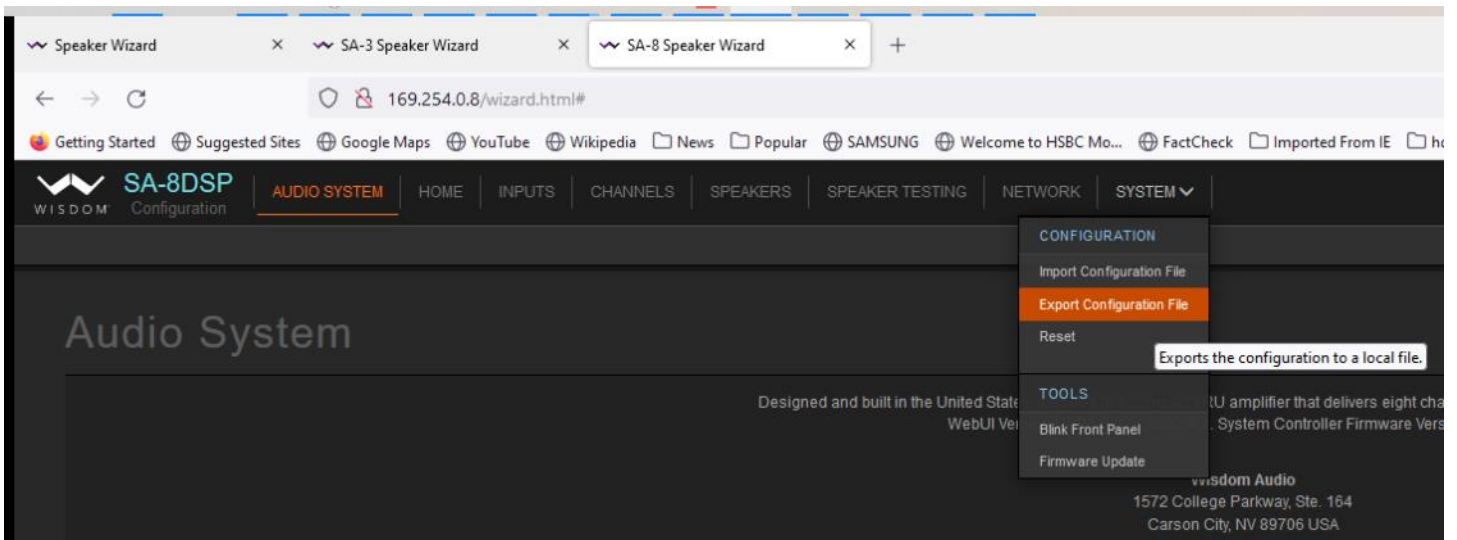 Speaker Wizard
SA-3 Speaker Wizard
SA-8 Speaker Wizard
169.254.0.8/wizard.html#
Getting Started Suggested Sites Google Maps YouTube Wikipedia News Popular SAMSUNG Welcome to HSBC Mo... FactCheck Imported From IE
WISDOM
SA-8DSP
Configuration
AUDIO SYSTEM HOME INPUTS CHANNELS SPEAKERS SPEAKER TESTING NETWORK SYSTEM
CONFIGURATION
Import Configuration File
Export Configuration File
Reset
Exports the configuration to a local file.
TOOLS
Blink Front Panel
Firmware Update
Audio System
Designed and built in the United State RU amplifier that delivers eight cha
WebUI Ve . System Controller Firmware Vers
Wisdom Audio
1572 College Parkway, Ste. 164
Carson City, NV 89706 USA